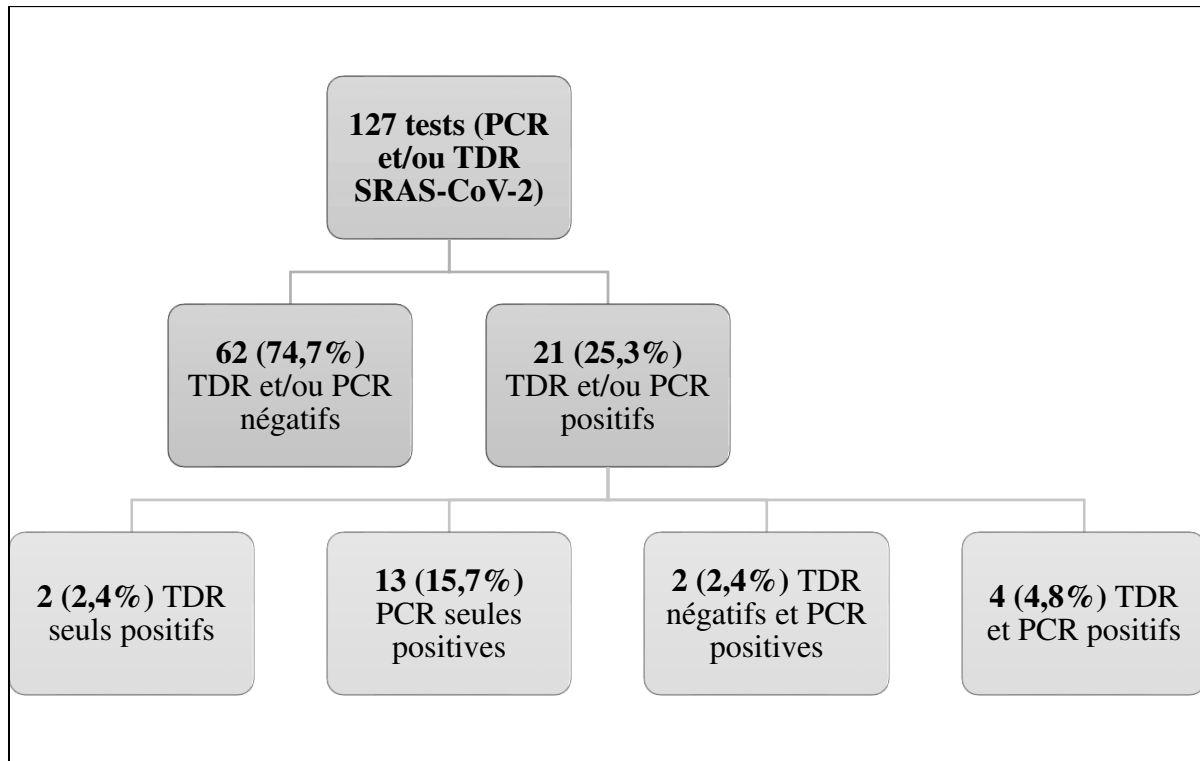 127 tests (PCR
et/ou TDR
SRAS-CoV-2)
62 (74,7%)
TDR et/ou PCR
négatifs
21 (25,3%)
TDR et/ou PCR
positifs
2 (2,4%) TDR
seuls positifs
13 (15,7%)
PCR seules
positives
2 (2,4%) TDR
négatifs et PCR
positives
4 (4,8%) TDR
et PCR positifs